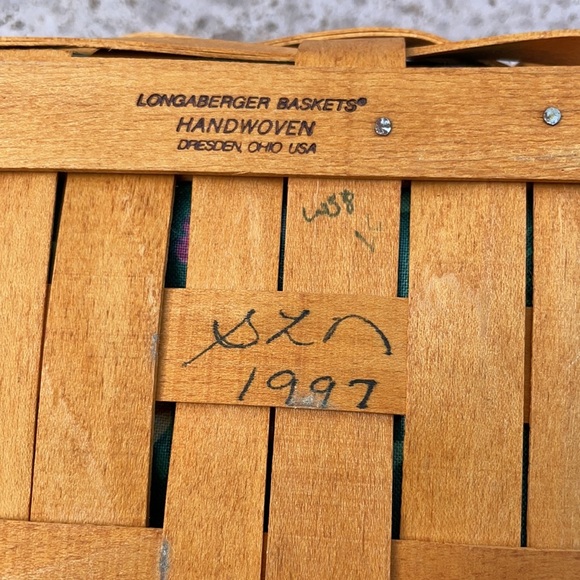 LONGABERGER BASKETS®
HANDWOVEN
DRESDEN, OHIO USA
1997